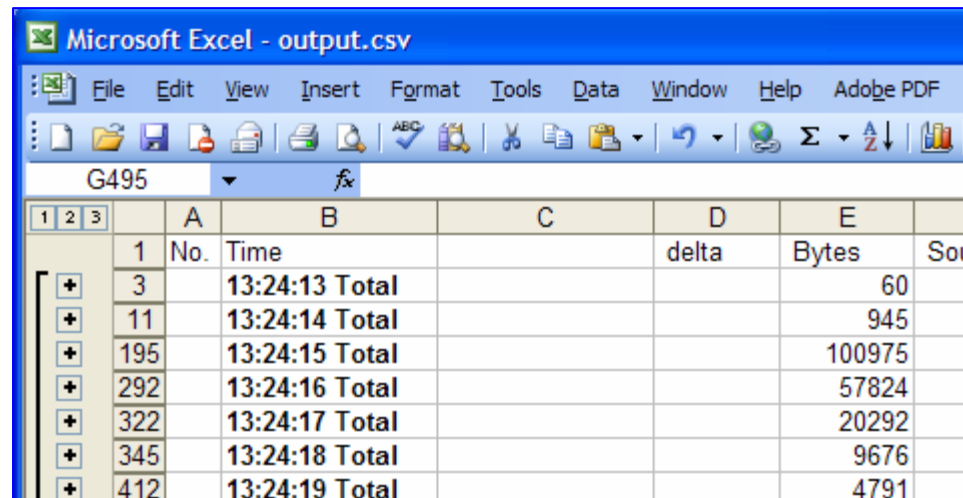 Microsoft Excel - output.csv
File Edit View Insert Format Tools Data Window Help Adobe PDF
ABC Σ A Z
G495 fx
1 2 3 A B C D E
1 No. Time delta Bytes Sou
3 13:24:13 Total 60
11 13:24:14 Total 945
195 13:24:15 Total 100975
292 13:24:16 Total 57824
322 13:24:17 Total 20292
345 13:24:18 Total 9676
412 13:24:19 Total 4791